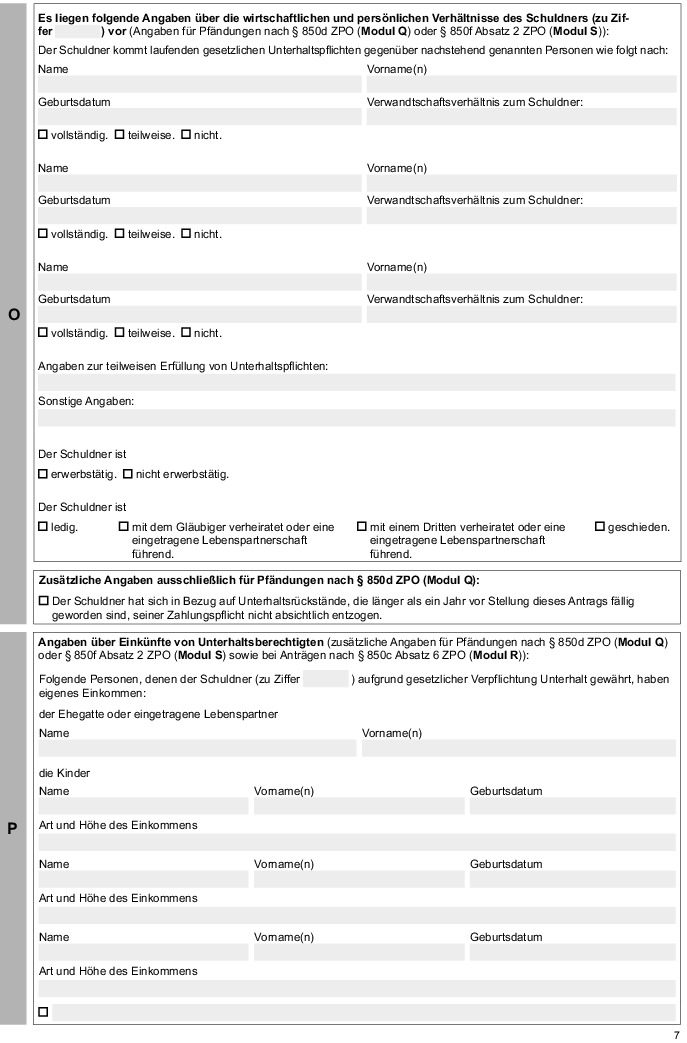 Es liegen folgende Angaben über die wirtschaftlichen und persönlichen Verhältnisse des Schuldners (zu Zif-
fer ) vor (Angaben für Pfändungen nach § 850d ZPO (Modul Q) oder § 850f Absatz 2 ZPO (Modul S)):
Der Schuldner kommt laufenden gesetzlichen Unterhaltspflichten gegenüber nachstehend genannten Personen wie folgt nach:
Name Vorname(n)
Geburtsdatum Verwandtschaftsverhältnis zum Schuldner:
☐ vollständig. ☐ teilweise. ☐ nicht.
Name Vorname(n)
Geburtsdatum Verwandtschaftsverhältnis zum Schuldner:
☐ vollständig. ☐ teilweise. ☐ nicht.
Name Vorname(n)
Geburtsdatum Verwandtschaftsverhältnis zum Schuldner:
O
☐ vollständig. ☐ teilweise. ☐ nicht.
Angaben zur teilweisen Erfüllung von Unterhaltspflichten:
Sonstige Angaben:
Der Schuldner ist
☐ erwerbstätig. ☐ nicht erwerbstätig.
Der Schuldner ist
☐ ledig. ☐ mit dem Gläubiger verheiratet oder eine ☐ mit einem Dritten verheiratet oder eine ☐ geschieden.
eingetragene Lebenspartnerschaft eingetragene Lebenspartnerschaft
führend. führend.
Zusätzliche Angaben ausschließlich für Pfändungen nach § 850d ZPO (Modul Q):
☐ Der Schuldner hat sich in Bezug auf Unterhaltsrückstände, die länger als ein Jahr vor Stellung dieses Antrags fällig
geworden sind, seiner Zahlungspflicht nicht absichtlich entzogen.
Angaben über Einkünfte von Unterhaltsberechtigten (zusätzliche Angaben für Pfändungen nach § 850d ZPO (Modul Q)
oder § 850f Absatz 2 ZPO (Modul S) sowie bei Anträgen nach § 850c Absatz 6 ZPO (Modul R)):
Folgende Personen, denen der Schuldner (zu Ziffer ) aufgrund gesetzlicher Verpflichtung Unterhalt gewährt, haben
eigenes Einkommen:
der Ehegatte oder eingetragene Lebenspartner
Name Vorname(n)
die Kinder
Name Vorname(n) Geburtsdatum
Art und Höhe des Einkommens
P
Name Vorname(n) Geburtsdatum
Art und Höhe des Einkommens
Name Vorname(n) Geburtsdatum
Art und Höhe des Einkommens
☐
7